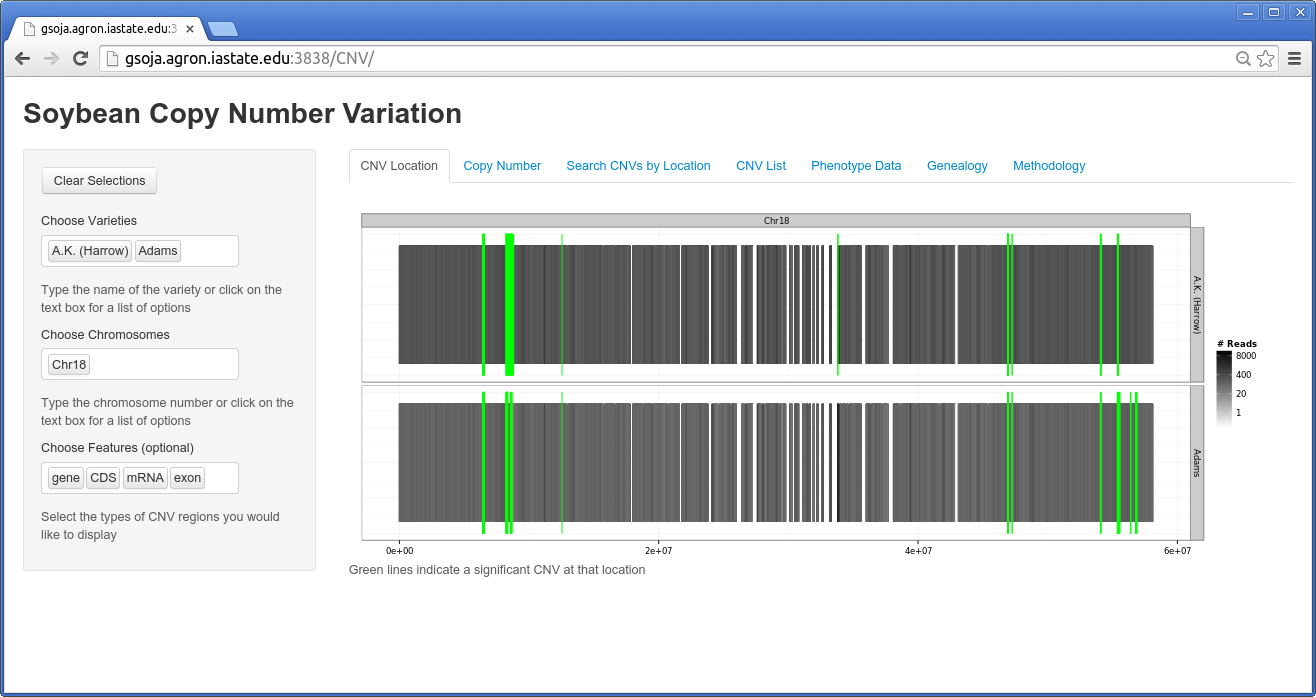 gsoja.agron.iastate.edu:3
gsoja.agron.iastate.edu:3838/CNV/
Soybean Copy Number Variation
Clear Selections
Choose Varieties
A.K. (Harrow) Adams
Type the name of the variety or click on the
text box for a list of options
Choose Chromosomes
Chr18
Type the chromosome number or click on the
text box for a list of options
Choose Features (optional)
gene CDS mRNA exon
Select the types of CNV regions you would
like to display
CNV Location Copy Number Search CNVs by Location CNV List Phenotype Data Genealogy Methodology
Chr18
A.K. (Harrow)
Adams
# Reads
8000
400
20
1
0e+00 2e+07 4e+07 6e+07
Green lines indicate a significant CNV at that location